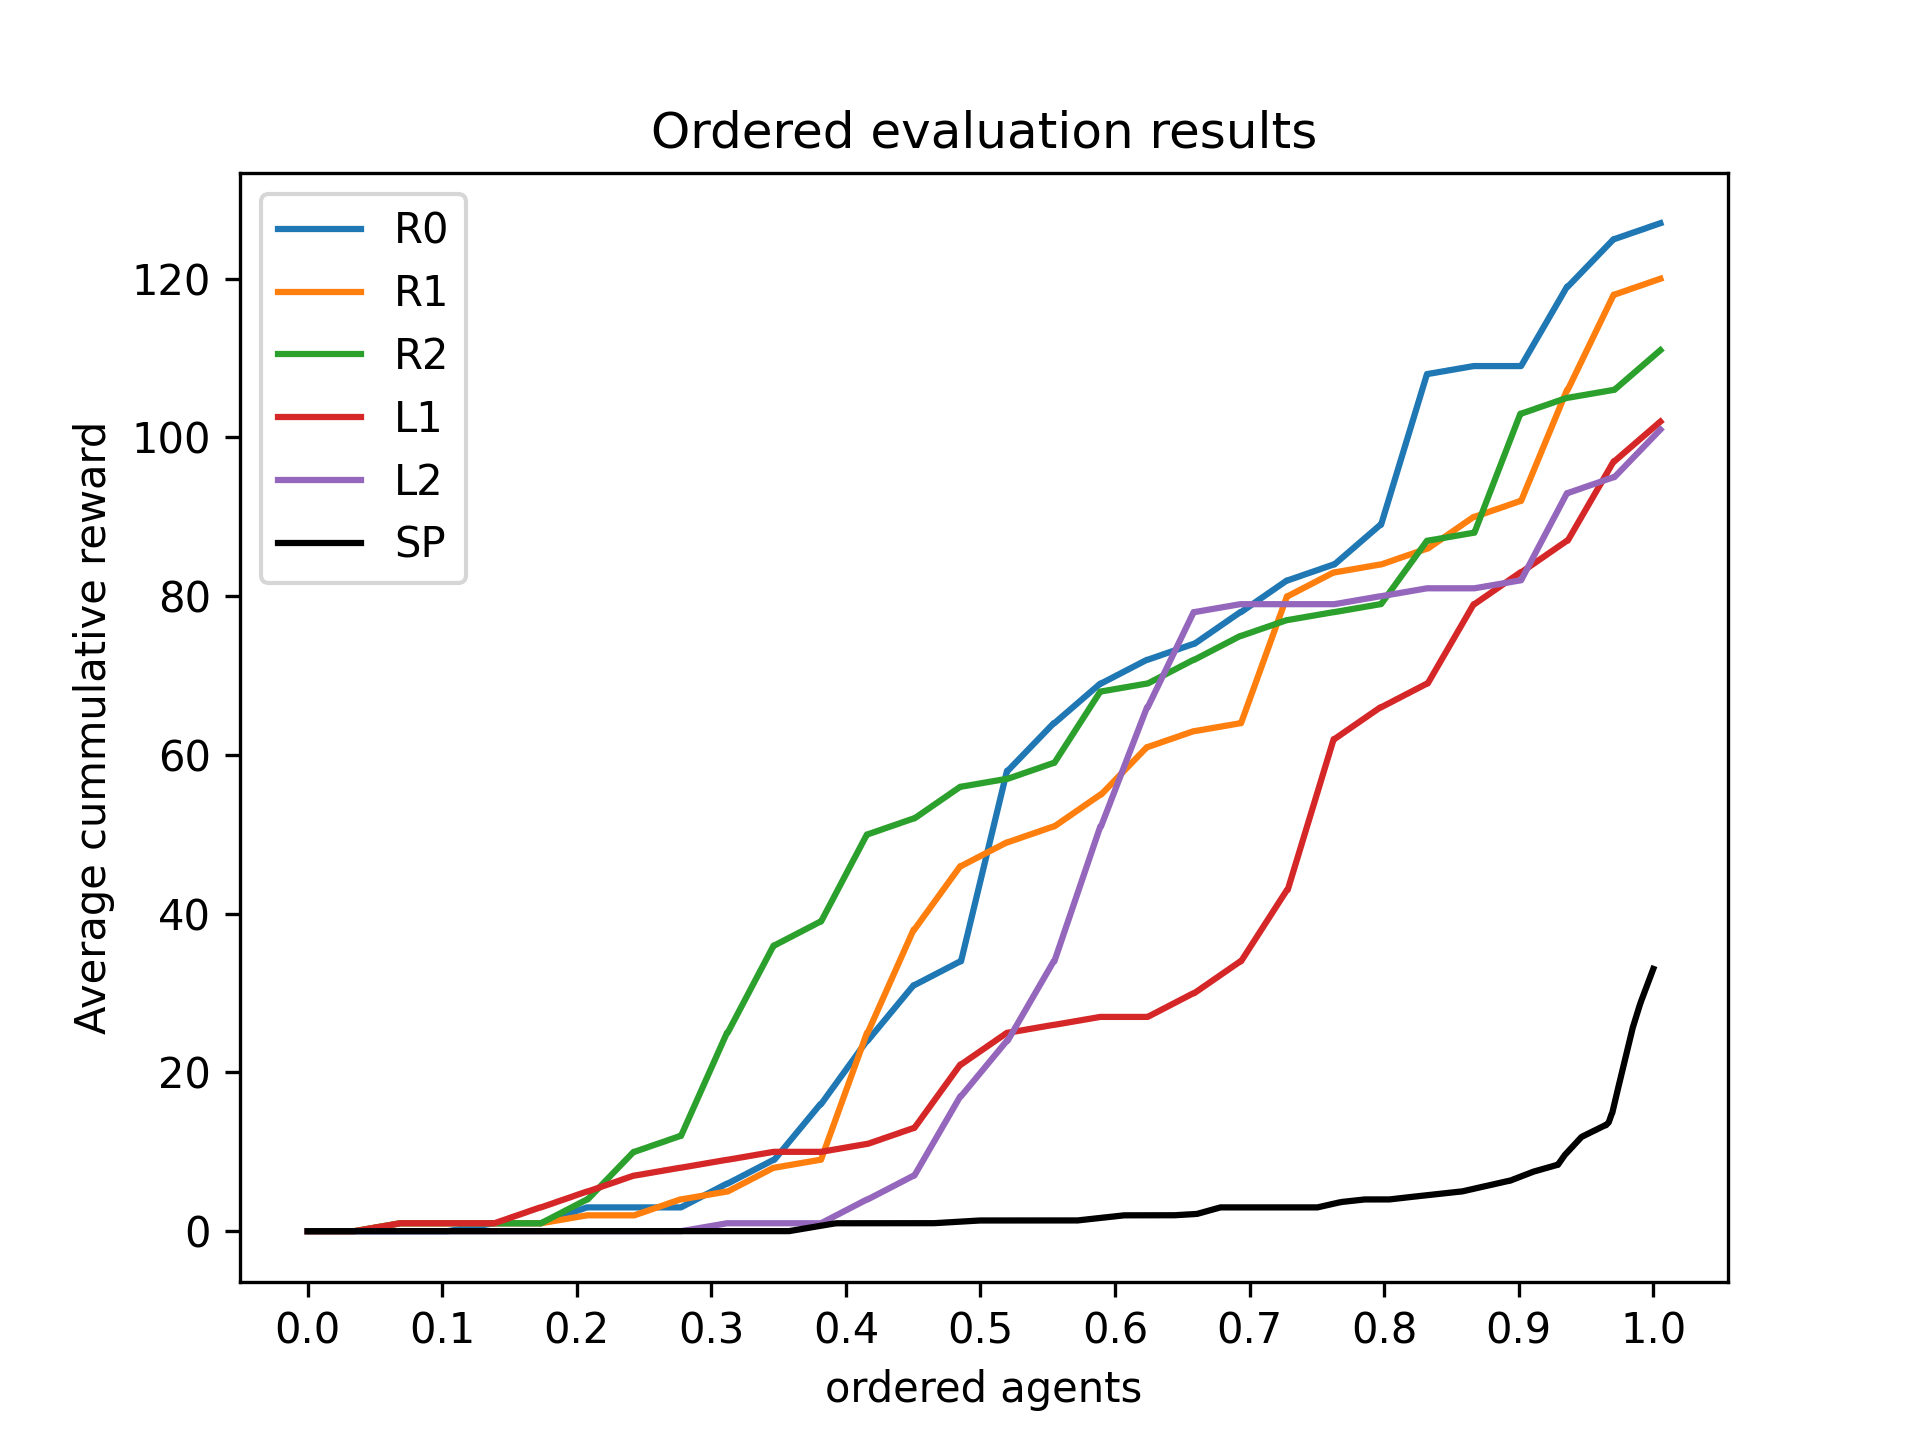 Ordered evaluation results
R0
R1
R2
L1
L2
SP
Average cummulative reward
120
100
80
60
40
20
0
0.0 0.1 0.2 0.3 0.4 0.5 0.6 0.7 0.8 0.9 1.0
ordered agents